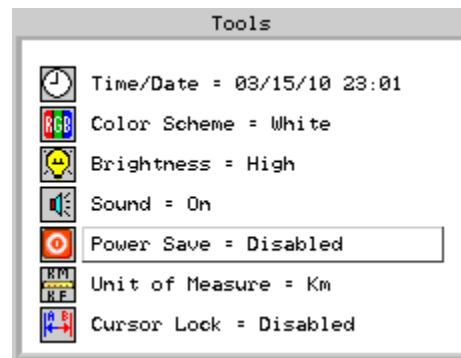 Tools
Time/Date = 03/15/10 23:01
RGB Color Scheme = White
Brightness = High
Sound = On
Power Save = Disabled
KM
KF Unit of Measure = Km
A B Cursor Lock = Disabled